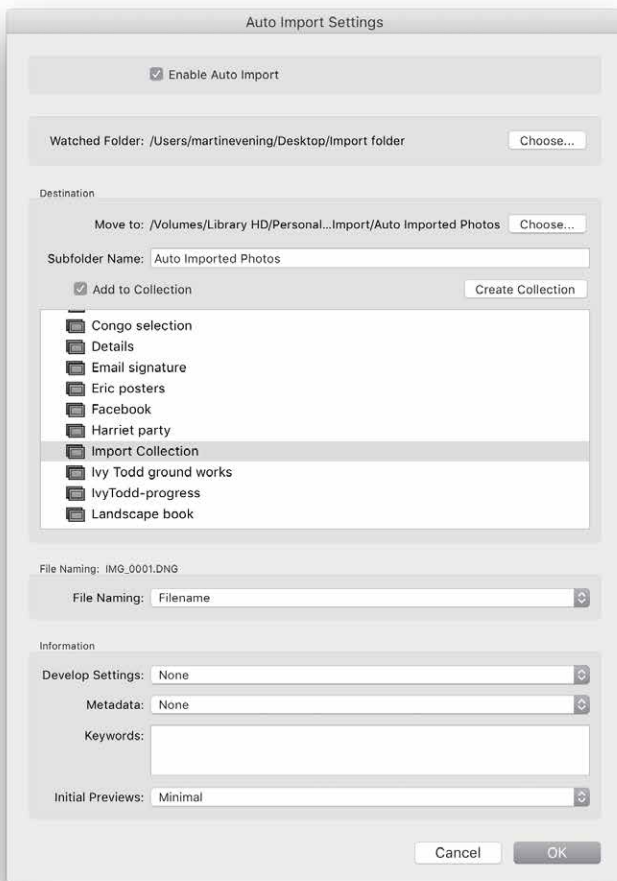 Auto Import Settings
Enable Auto Import
Watched Folder: /Users/martinevening/Desktop/Import folder Choose...
Destination
Move to: /Volumes/Library HD/Personal...Import/Auto Imported Photos Choose...
Subfolder Name: Auto Imported Photos
Add to Collection Create Collection
Congo selection
Details
Email signature
Eric posters
Facebook
Harriet party
Import Collection
Ivy Todd ground works
IvyTodd-progress
Landscape book
File Naming: IMG_0001.DNG
File Naming: Filename
Information
Develop Settings: None
Metadata: None
Keywords:
Initial Previews: Minimal
Cancel OK